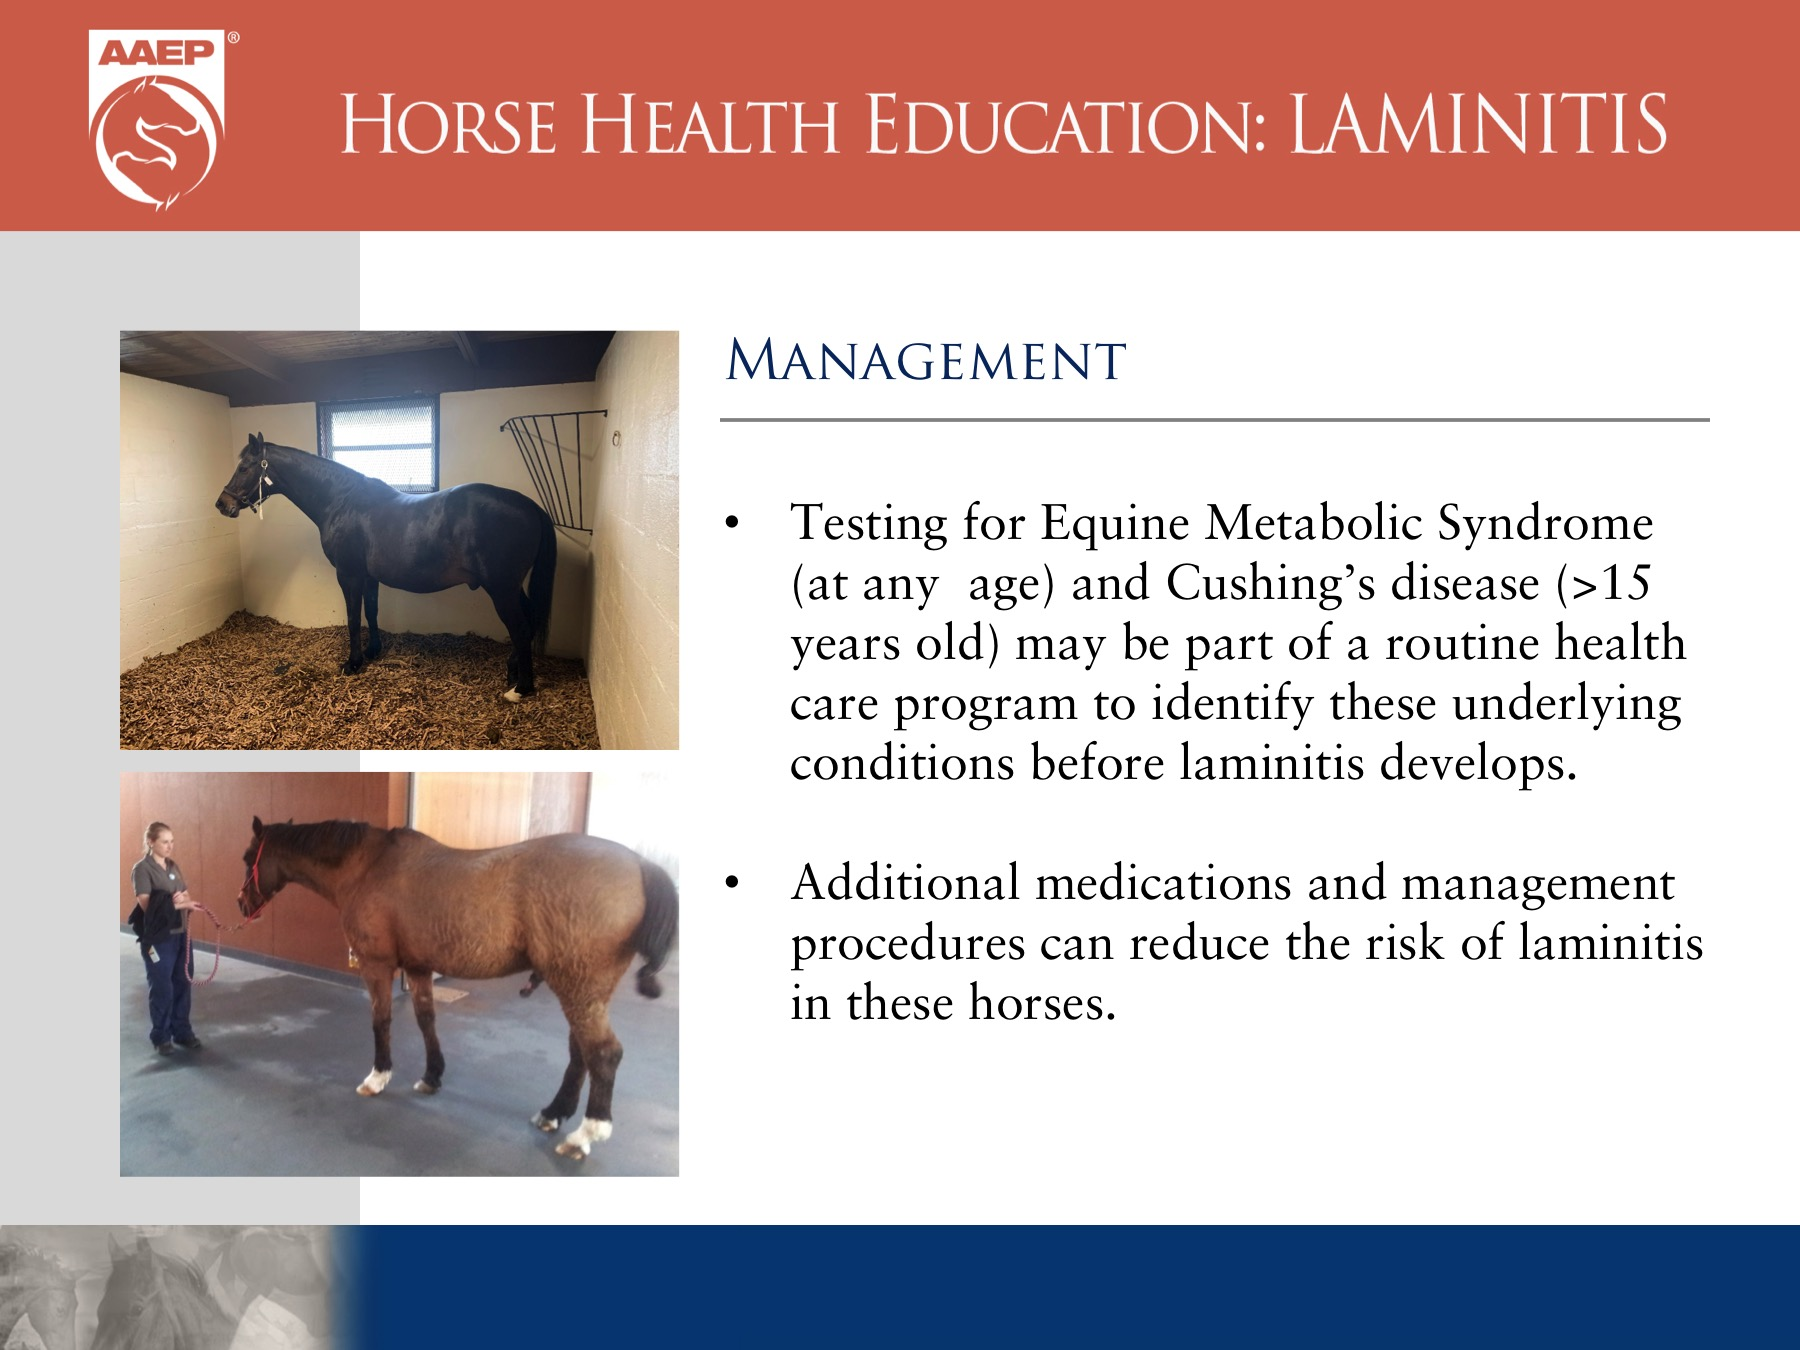 AAEP®
HORSE HEALTH EDUCATION: LAMINITIS
MANAGEMENT
• Testing for Equine Metabolic Syndrome
(at any  age) and Cushing’s disease (>15
years old) may be part of a routine health
care program to identify these underlying
conditions before laminitis develops.
• Additional medications and management
procedures can reduce the risk of laminitis
in these horses.